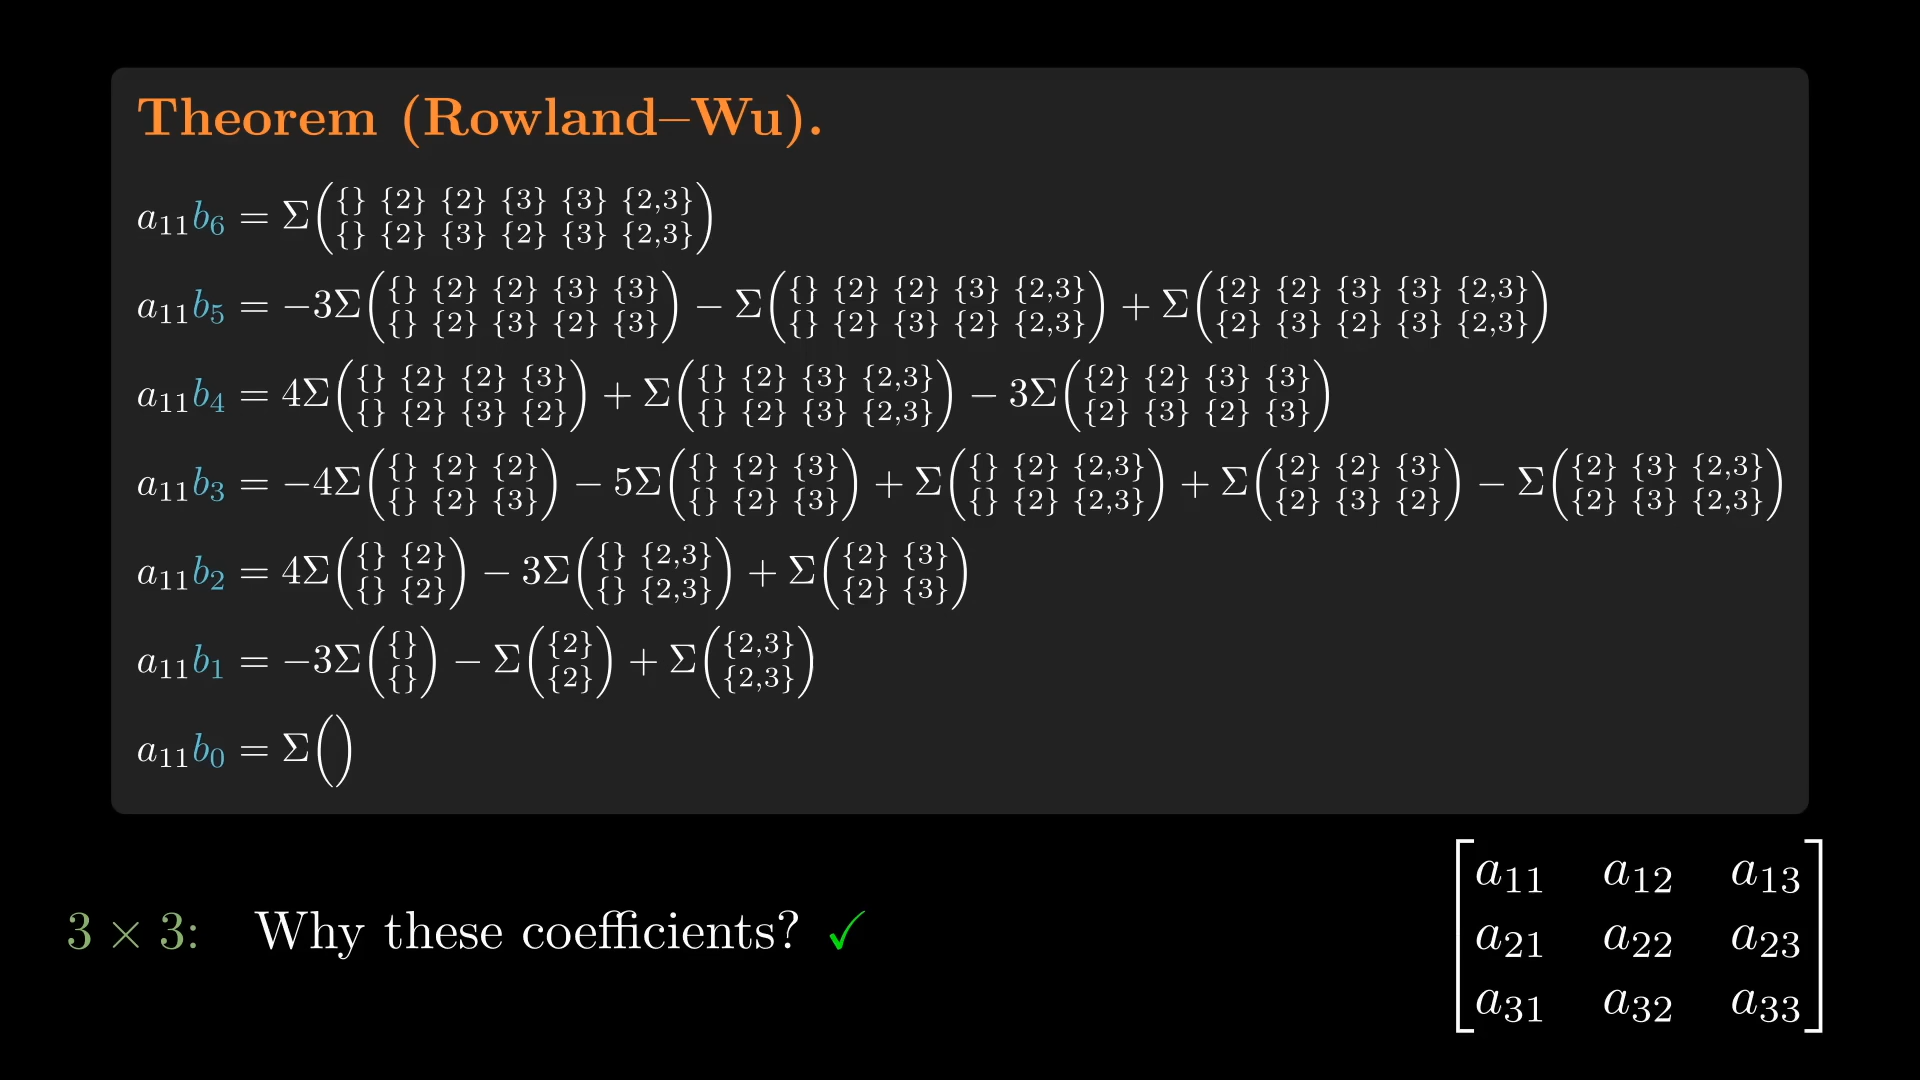 Theorem (Rowland–Wu).
a₁₁b₆ = Σ({} {2} {2} {3} {3} {2,3} / {} {2} {3} {2} {3} {2,3})
a₁₁b₅ = −3Σ({} {2} {2} {3} {3} / {} {2} {3} {2} {3}) − Σ({} {2} {2} {3} {2,3} / {} {2} {3} {2} {2,3}) + Σ({2} {2} {3} {3} {2,3} / {2} {3} {2} {3} {2,3})
a₁₁b₄ = 4Σ({} {2} {2} {3} / {} {2} {3} {2}) + Σ({} {2} {3} {2,3} / {} {2} {3} {2,3}) − 3Σ({2} {2} {3} {3} / {2} {3} {2} {3})
a₁₁b₃ = −4Σ({} {2} {2} / {} {2} {3}) − 5Σ({} {2} {3} / {} {2} {3}) + Σ({} {2} {2,3} / {} {2} {2,3}) + Σ({2} {2} {3} / {2} {3} {2}) − Σ({2} {3} {2,3} / {2} {3} {2,3})
a₁₁b₂ = 4Σ({} {2} / {} {2}) − 3Σ({} {2,3} / {} {2,3}) + Σ({2} {3} / {2} {3})
a₁₁b₁ = −3Σ({} / {}) − Σ({2} / {2}) + Σ({2,3} / {2,3})
a₁₁b₀ = Σ()
3 × 3: Why these coefficients? ✓
a₁₁ a₁₂ a₁₃
a₂₁ a₂₂ a₂₃
a₃₁ a₃₂ a₃₃